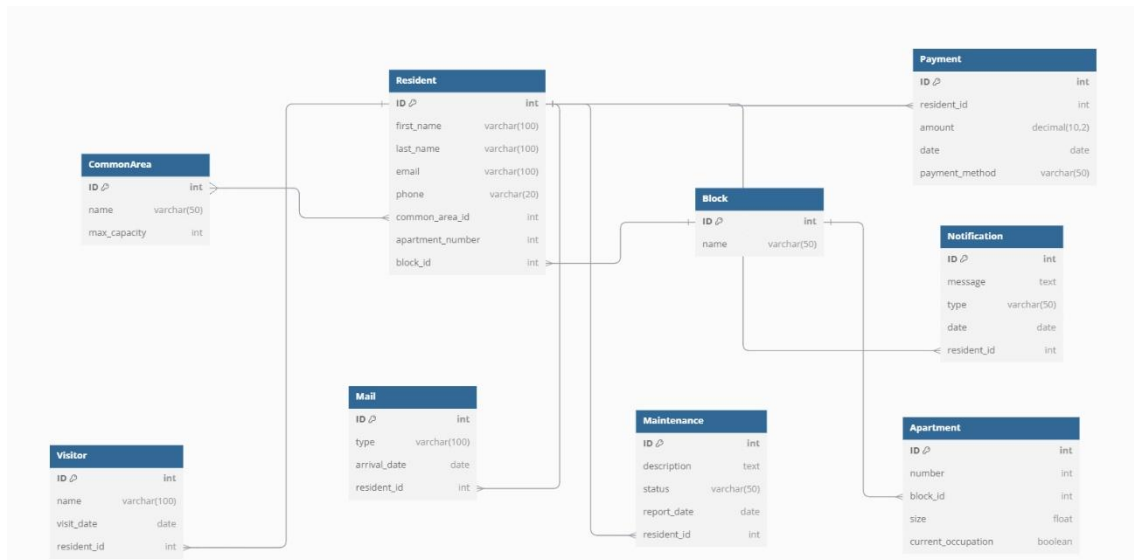 Resident
ID int
first_name varchar(100)
last_name varchar(100)
email varchar(100)
phone varchar(20)
common_area_id int
apartment_number int
block_id int
Payment
ID int
resident_id int
amount decimal(10,2)
date date
payment_method varchar(50)
CommonArea
ID int
name varchar(50)
max_capacity int
Block
ID int
name varchar(50)
Notification
ID int
message text
type varchar(50)
date date
resident_id int
Mail
ID int
type varchar(100)
arrival_date date
resident_id int
Maintenance
ID int
description text
status varchar(50)
report_date date
resident_id int
Apartment
ID int
number int
block_id int
size float
current_occupation boolean
Visitor
ID int
name varchar(100)
visit_date date
resident_id int